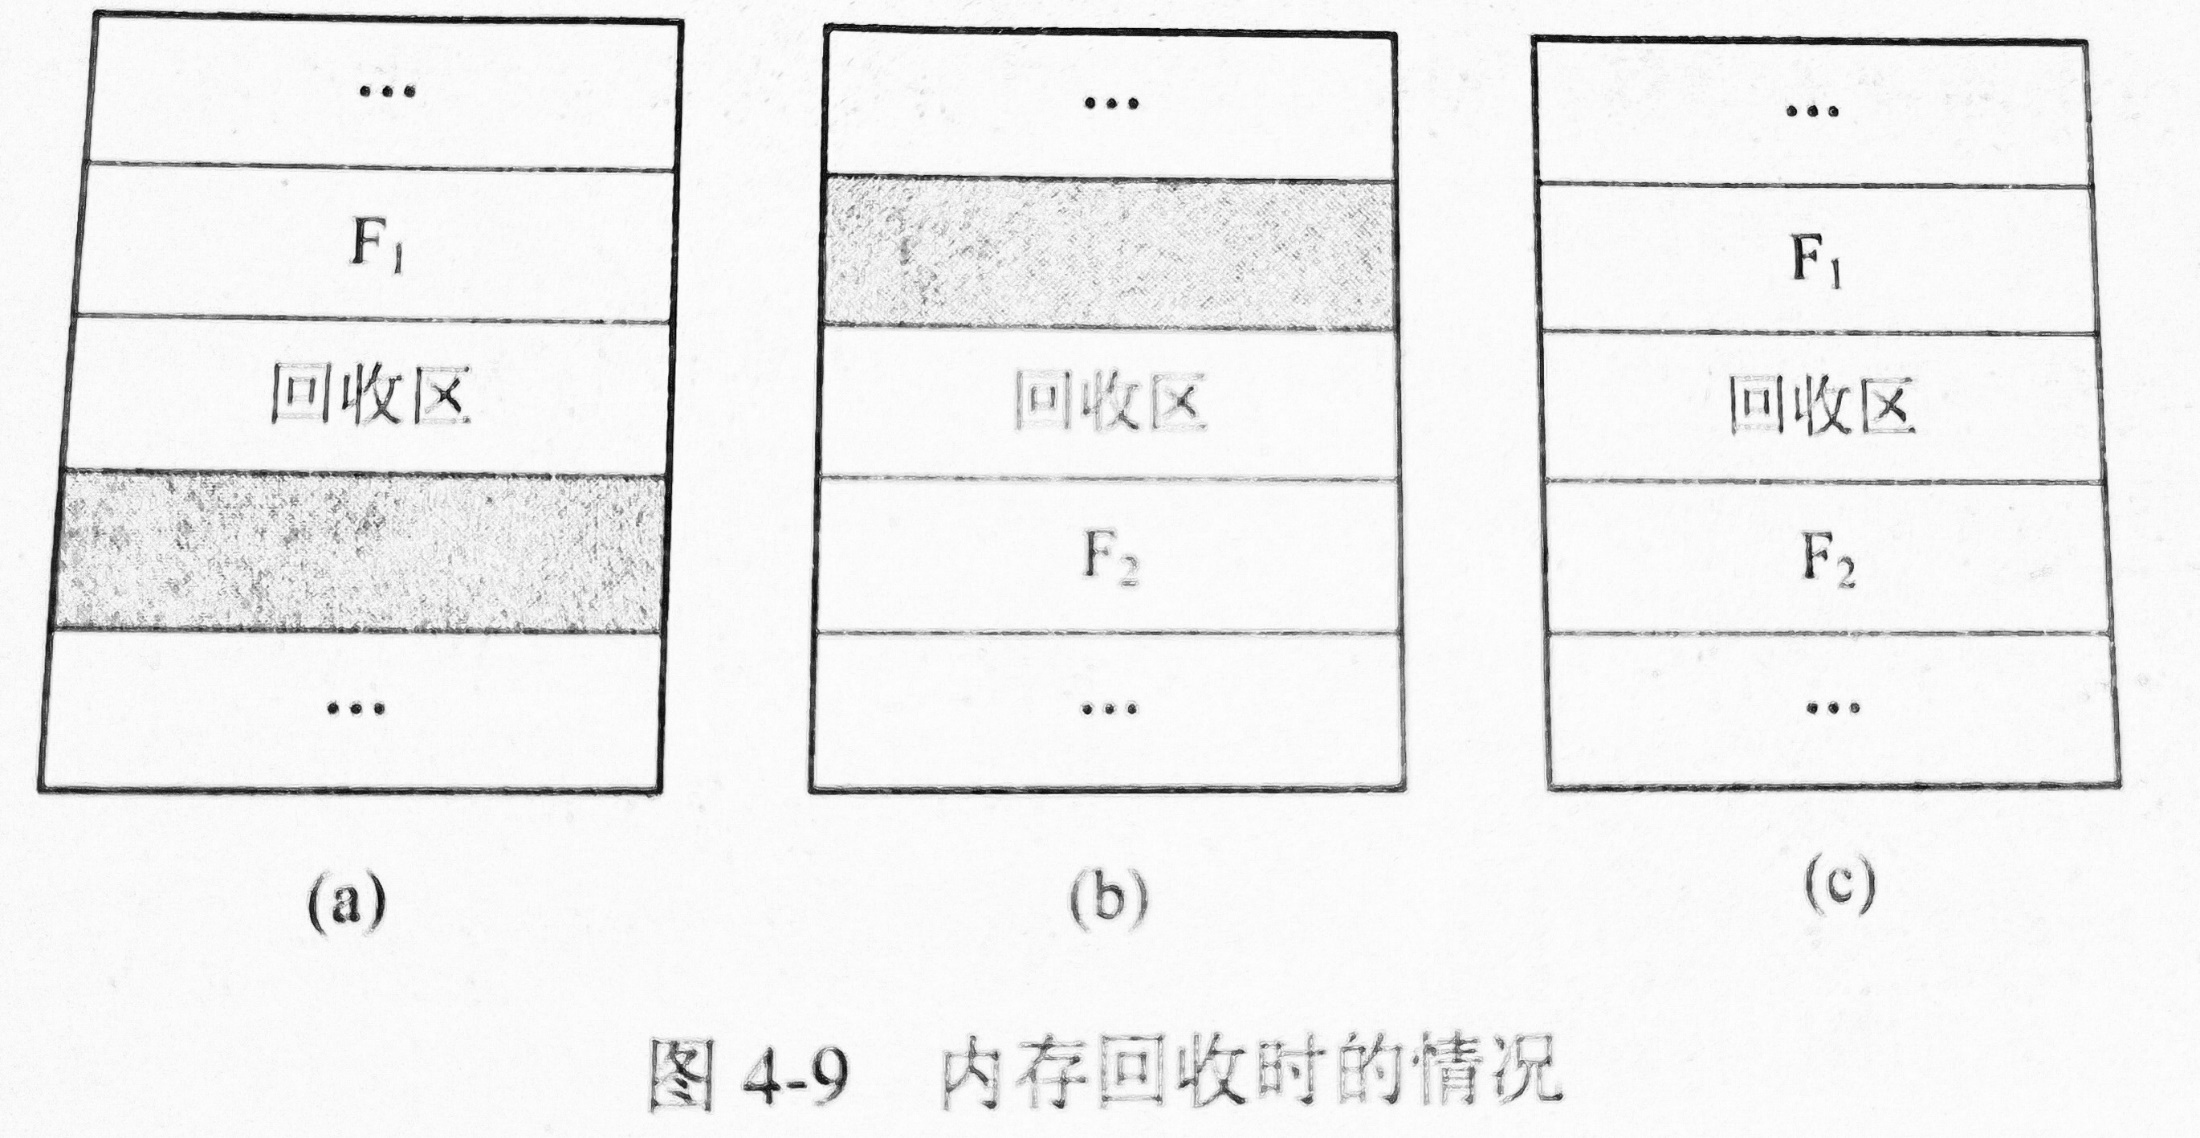 … … …
F₁ F₁
回收区 回收区 回收区
F₂ F₂
… … …
(a) (b) (c)
图 4-9 内存回收时的情况